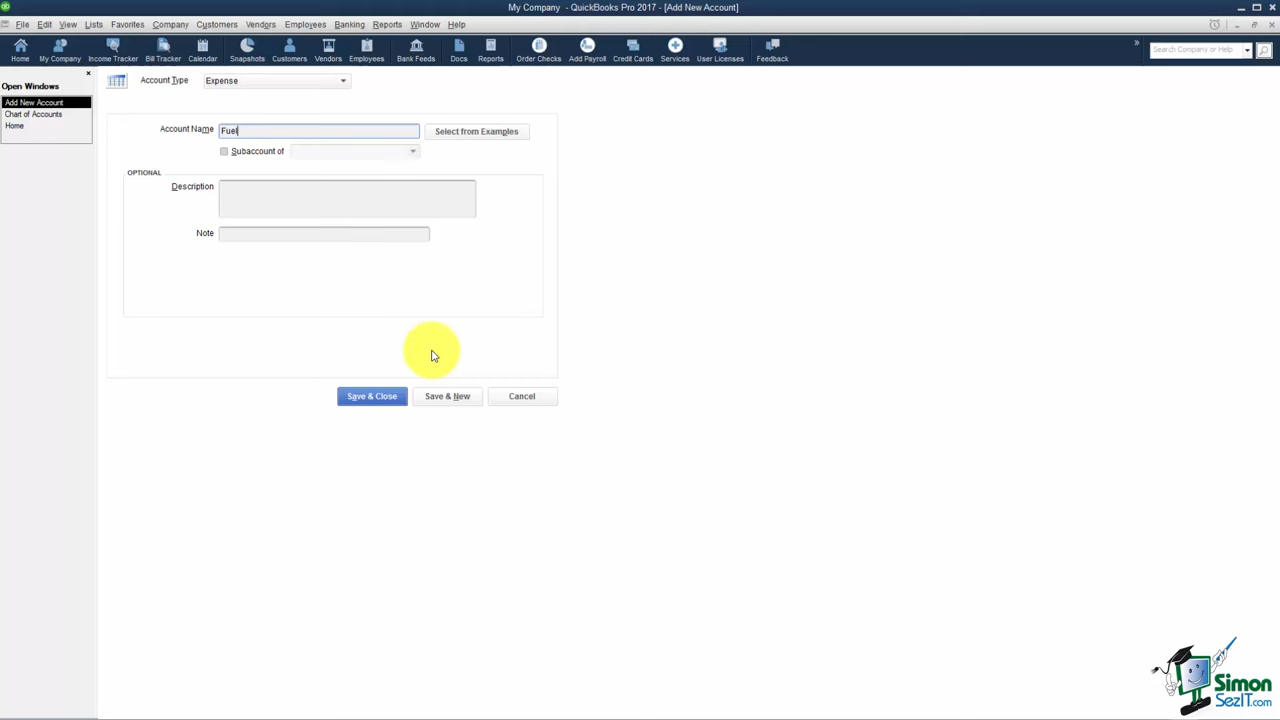 My Company - QuickBooks Pro 2017 - [Add New Account]
File Edit View Lists Favorites Company Customers Vendors Employees Banking Reports Window Help
Home My Company Income Tracker Bill Tracker Calendar Snapshots Customers Vendors Employees Bank Feeds Docs Reports Order Checks Add Payroll Credit Cards Services User Licenses Feedback » Search Company or Help
Open Windows
Add New Account
Chart of Accounts
Home
Account Type Expense
Account Name Fuel Select from Examples
Subaccount of
OPTIONAL
Description
Note
Save & Close Save & New Cancel
qb
Simon
SezIT.com